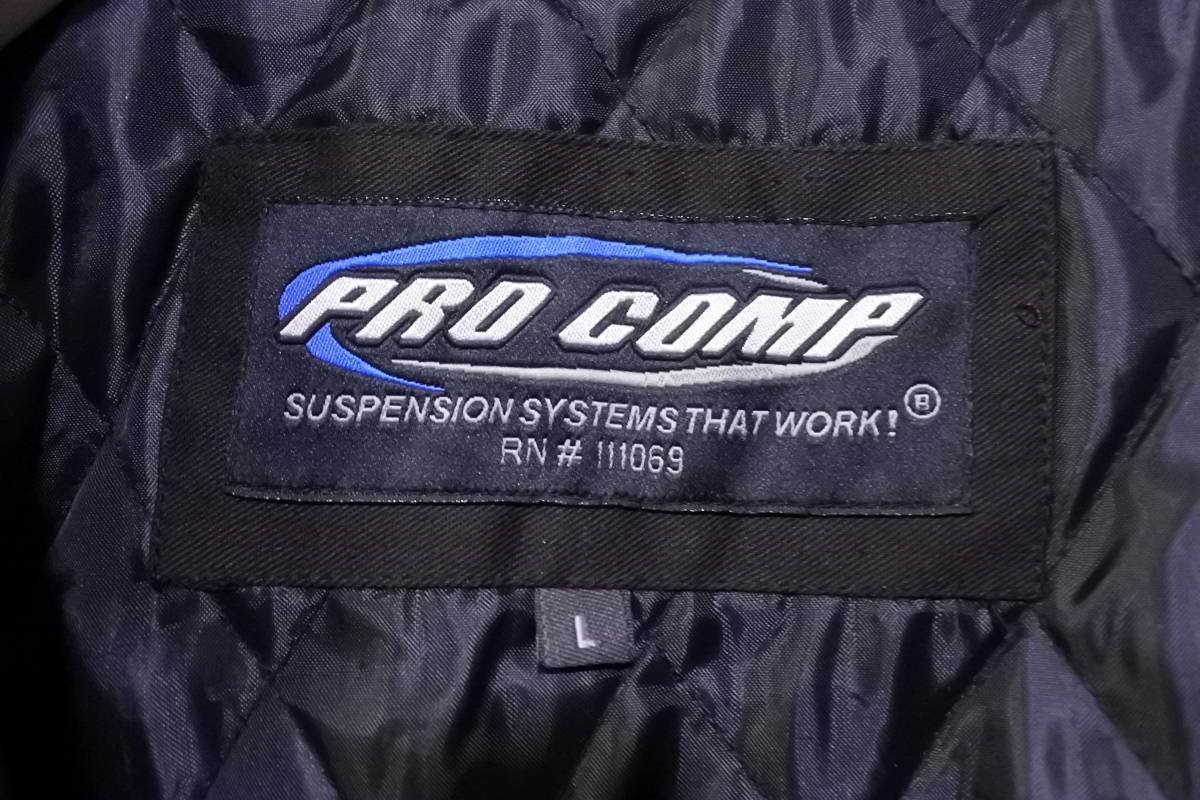 PRO COMP
SUSPENSION SYSTEMS THAT WORK! ®
RN # 111069
L